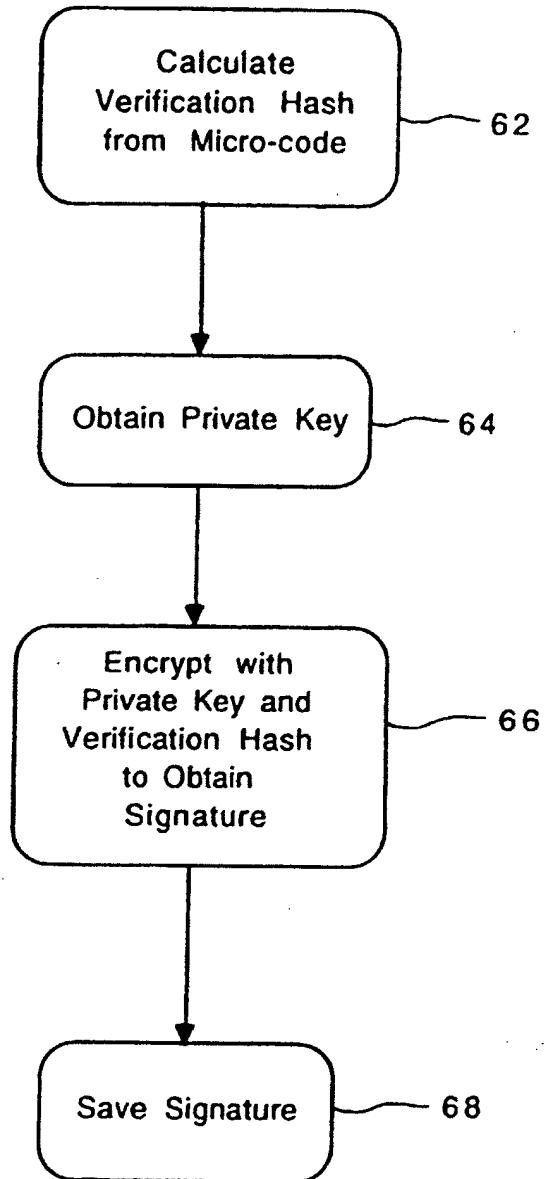 Calculate
Verification Hash
from Micro-code
62
Obtain Private Key
64
Encrypt with
Private Key and
Verification Hash
to Obtain
Signature
66
Save Signature
68